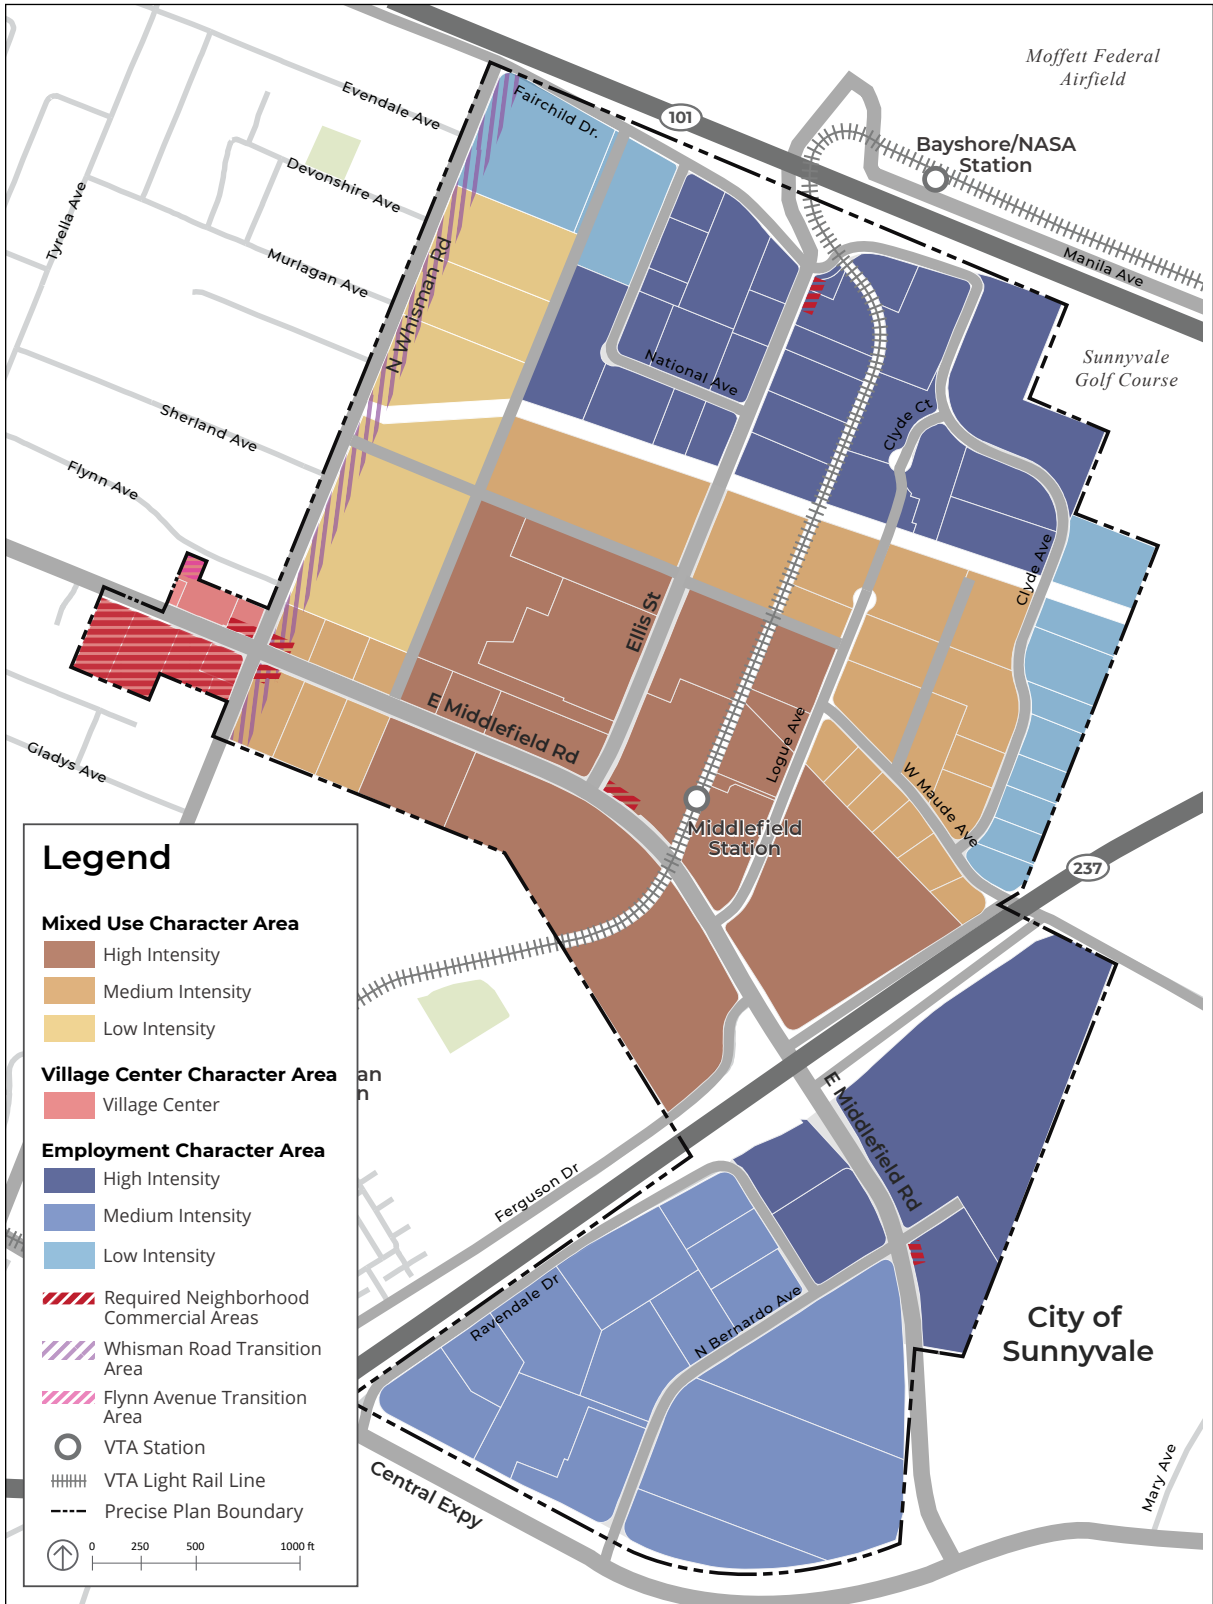 Moffett Federal
Airfield
Evendale Ave
Fairchild Dr.
101
Bayshore/NASA
Station
Devonshire Ave
Tyrella Ave
Manila Ave
Murlagan Ave
N Whisman Rd
National Ave
Sunnyvale
Golf Course
Sherland Ave
Clyde Ct
Flynn Ave
Clyde Ave
Ellis St
E Middlefield Rd
Logue Ave
Gladys Ave
W Maude Ave
Middlefield
Station
237
an
n
E Middlefield Rd
Ferguson Dr
Ravendale Dr
N Bernardo Ave
City of
Sunnyvale
Central Expy
Mary Ave
Legend
Mixed Use Character Area
High Intensity
Medium Intensity
Low Intensity
Village Center Character Area
Village Center
Employment Character Area
High Intensity
Medium Intensity
Low Intensity
Required Neighborhood
Commercial Areas
Whisman Road Transition
Area
Flynn Avenue Transition
Area
VTA Station
VTA Light Rail Line
Precise Plan Boundary
0 250 500 1000 ft